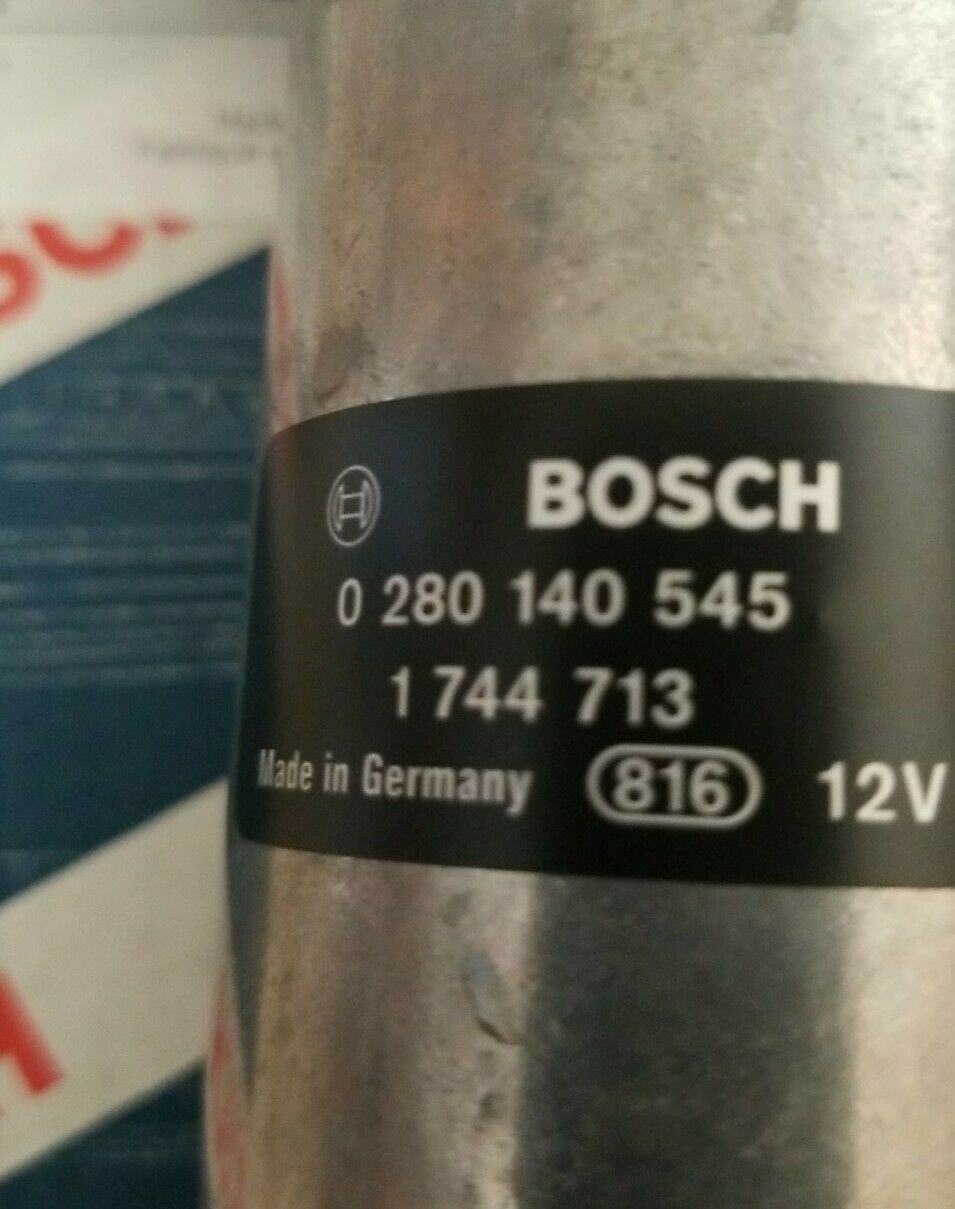 BOSCH
0 280 140 545
1 744 713
Made in Germany 816 12V